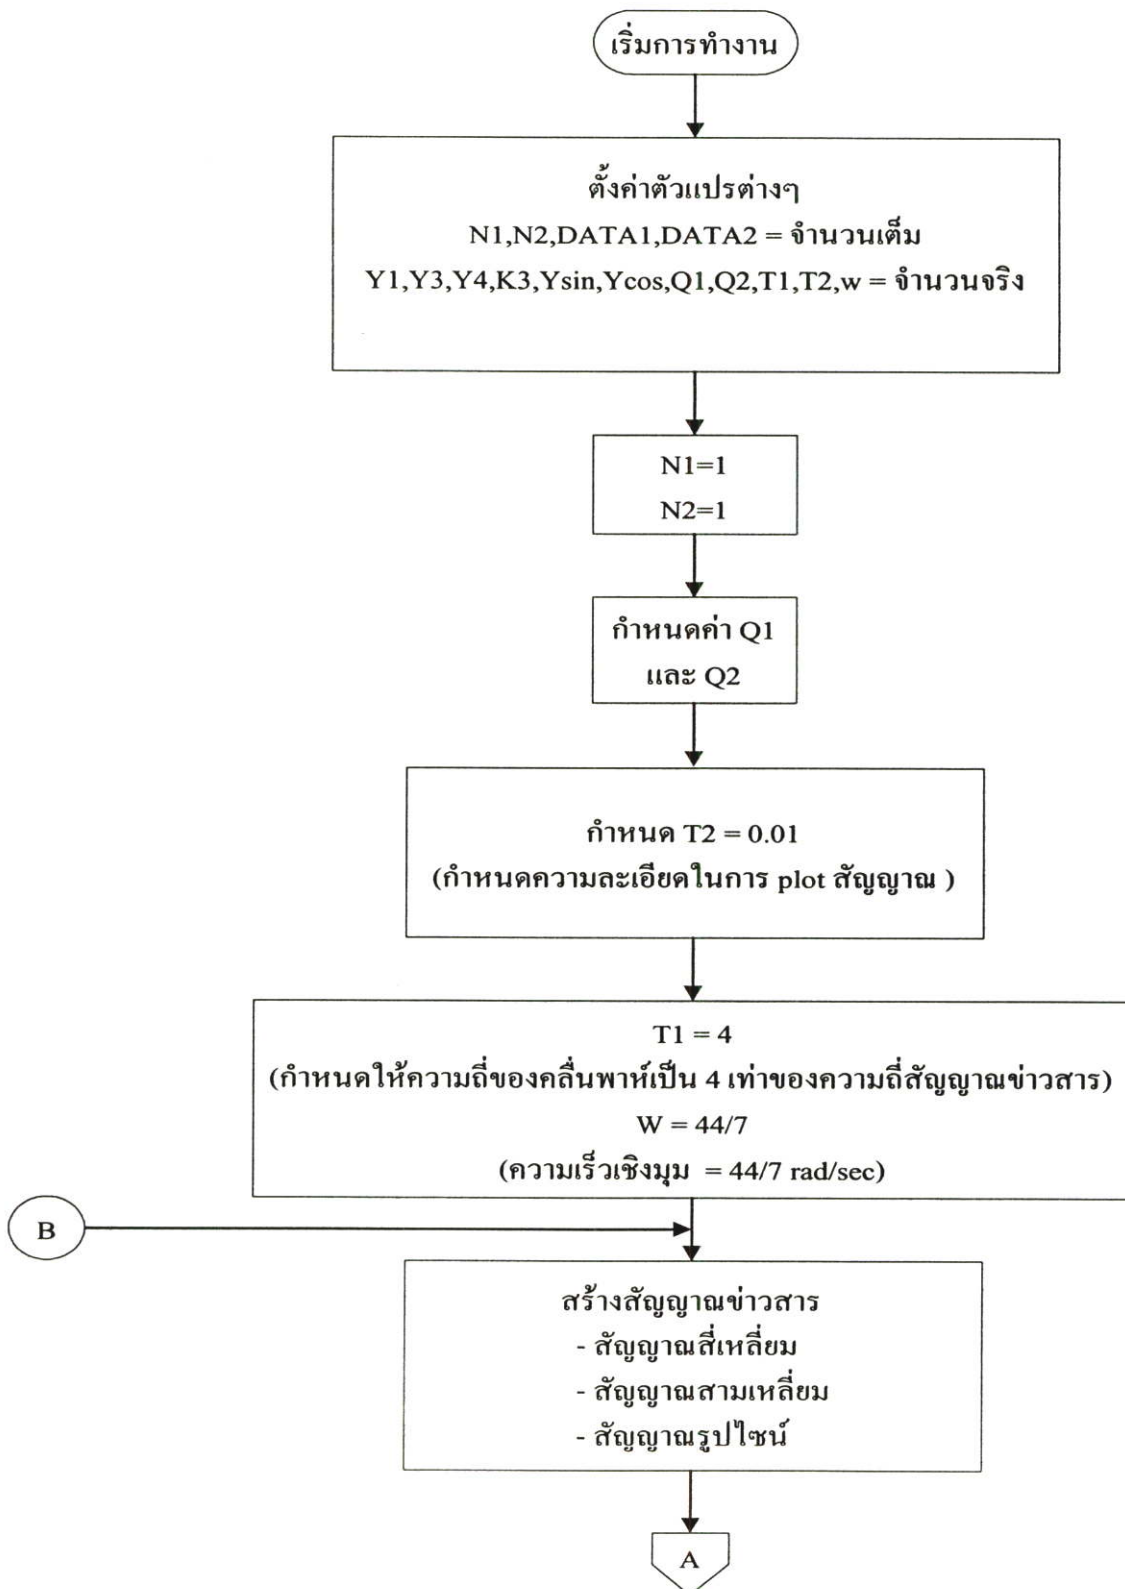 เริ่มการทำงาน
ตั้งค่าตัวแปรต่างๆ
N1,N2,DATA1,DATA2 = จำนวนเต็ม
Y1,Y3,Y4,K3,Ysin,Ycos,Q1,Q2,T1,T2,w = จำนวนจริง
N1=1
N2=1
กำหนดค่า Q1
และ Q2
กำหนด T2 = 0.01
(กำหนดความละเอียดในการ plot สัญญาณ )
T1 = 4
(กำหนดให้ความถี่ของคลื่นพาห์เป็น 4 เท่าของความถี่สัญญาณข่าวสาร)
W = 44/7
(ความเร็วเชิงมุม = 44/7 rad/sec)
B
สร้างสัญญาณข่าวสาร
- สัญญาณสี่เหลี่ยม
- สัญญาณสามเหลี่ยม
- สัญญาณรูปไซน์
A